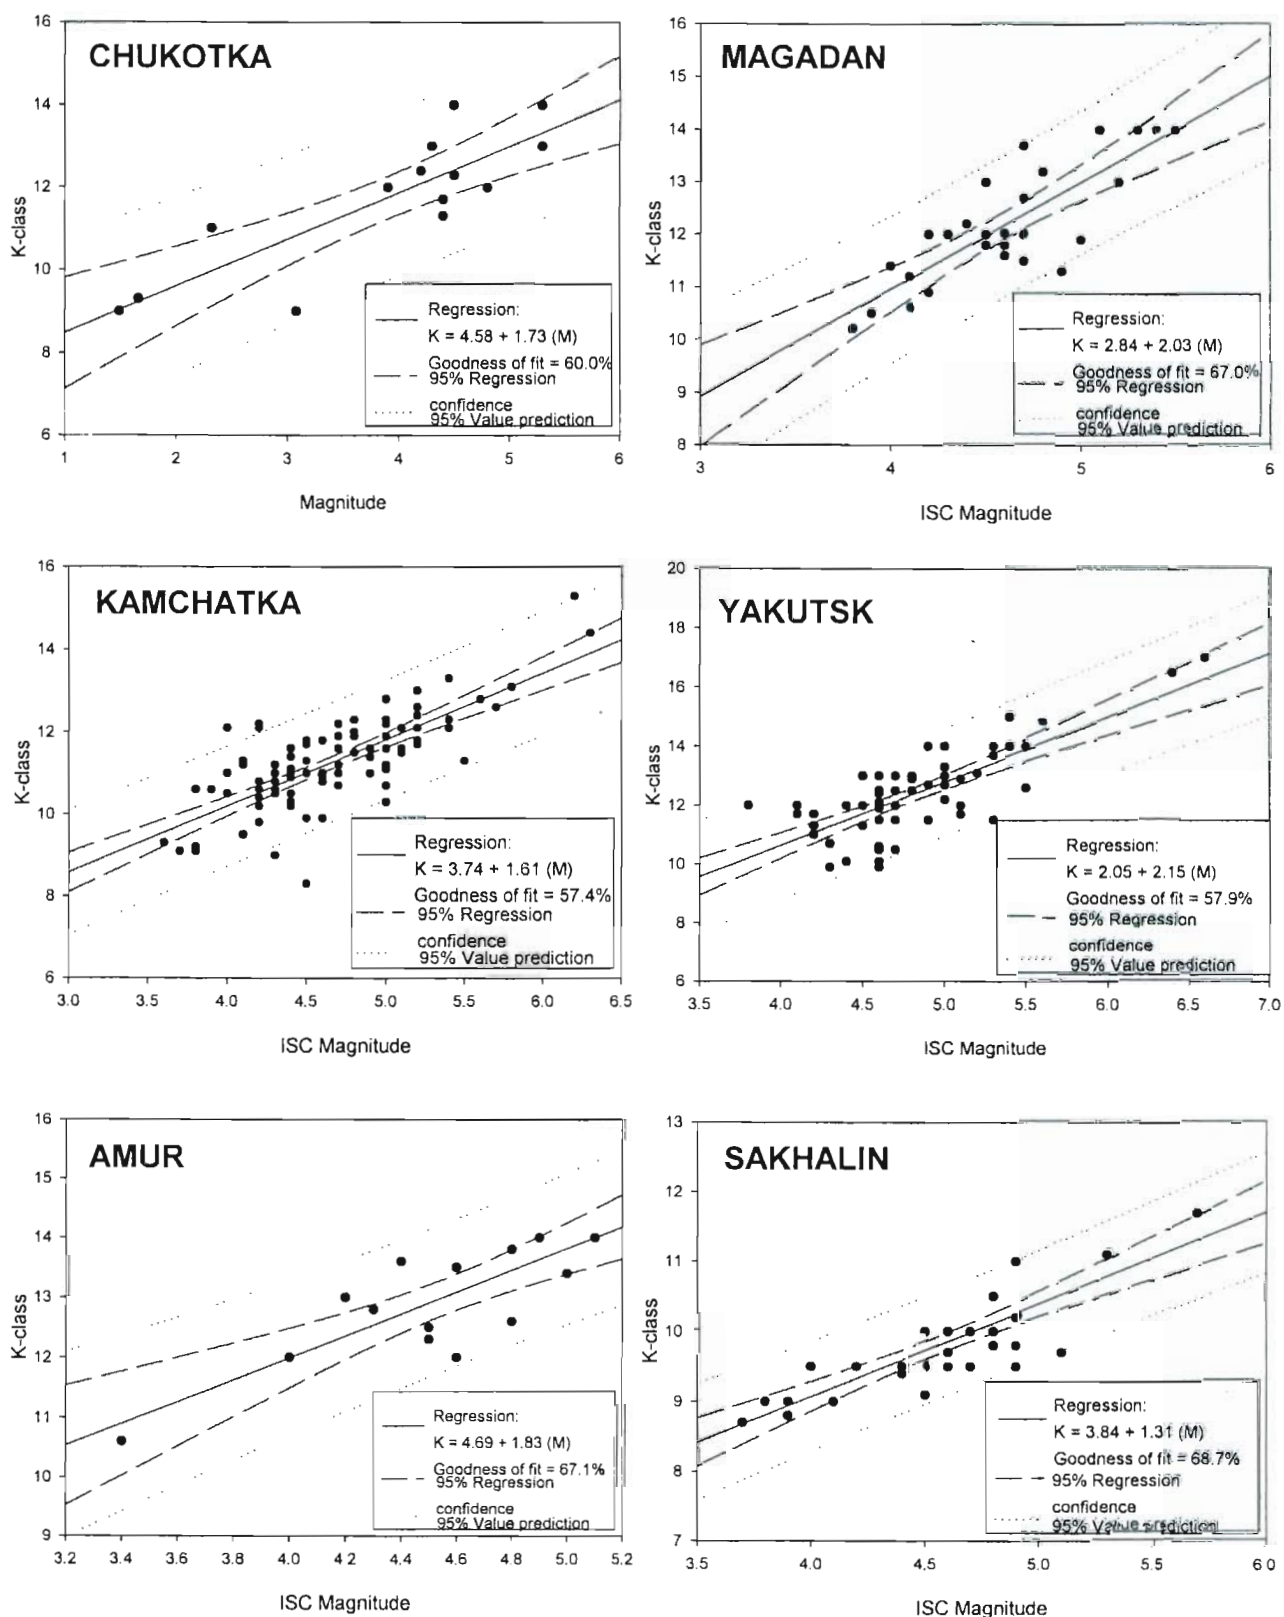 CHUKOTKA
K-class
16
14
12
10
8
6
1 2 3 4 5 6
Magnitude
Regression:
K = 4.58 + 1.73 (M)
Goodness of fit = 60.0%
95% Regression
confidence
95% Value prediction
MAGADAN
K-class
16
15
14
13
12
11
10
9
8
3 4 5 6
ISC Magnitude
Regression:
K = 2.84 + 2.03 (M)
Goodness of fit = 67.0%
95% Regression
confidence
95% Value prediction
KAMCHATKA
K-class
16
14
12
10
8
6
3.0 3.5 4.0 4.5 5.0 5.5 6.0 6.5
ISC Magnitude
Regression:
K = 3.74 + 1.61 (M)
Goodness of fit = 57.4%
95% Regression
confidence
95% Value prediction
YAKUTSK
K-class
20
18
16
14
12
10
8
6
3.5 4.0 4.5 5.0 5.5 6.0 6.5 7.0
ISC Magnitude
Regression:
K = 2.05 + 2.15 (M)
Goodness of fit = 57.9%
95% Regression
confidence
95% Value prediction
AMUR
K-class
16
15
14
13
12
11
10
9
3.2 3.4 3.6 3.8 4.0 4.2 4.4 4.6 4.8 5.0 5.2
ISC Magnitude
Regression:
K = 4.69 + 1.83 (M)
Goodness of fit = 67.1%
95% Regression
confidence
95% Value prediction
SAKHALIN
K-class
13
12
11
10
9
8
7
3.5 4.0 4.5 5.0 5.5 6.0
ISC Magnitude
Regression:
K = 3.84 + 1.31 (M)
Goodness of fit = 68.7%
95% Regression
confidence
95% Value prediction